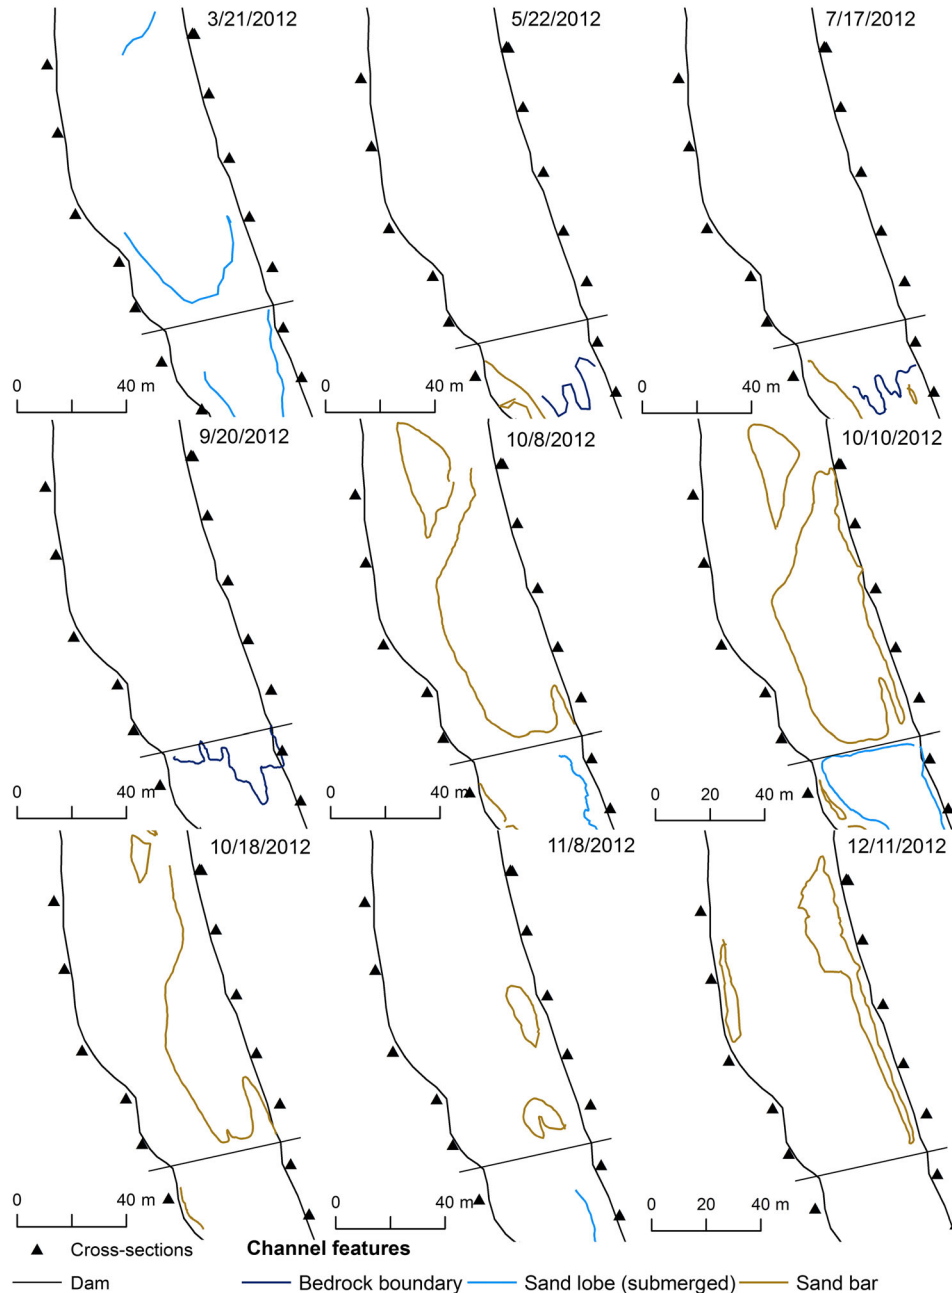 3/21/2012 5/22/2012 7/17/2012
0 40 m 0 40 m 0 40 m
9/20/2012 10/8/2012 10/10/2012
0 40 m 0 40 m 0 20 40 m
10/18/2012 11/8/2012 12/11/2012
0 40 m 0 40 m 0 20 40 m
Cross-sections Channel features
Dam Bedrock boundary Sand lobe (submerged) Sand bar